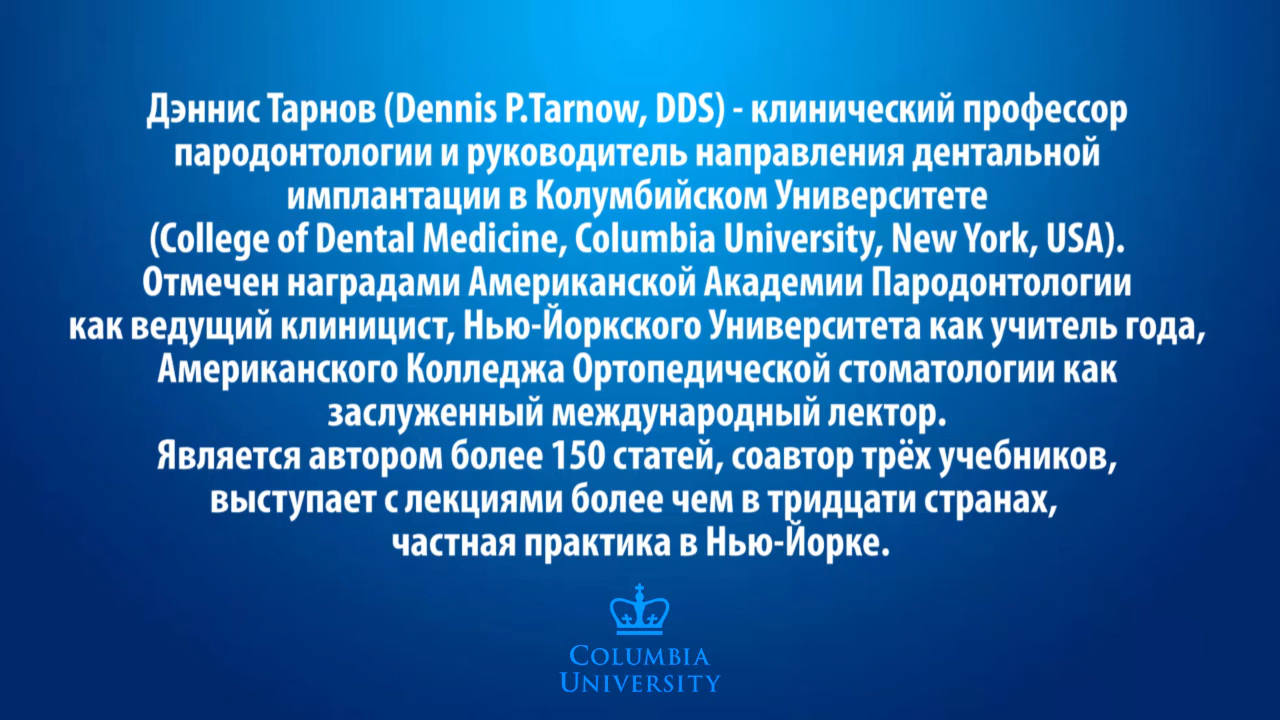 Дэннис Тарнов (Dennis P.Tarnow, DDS) - клинический профессор
пародонтологии и руководитель направления дентальной
имплантации в Колумбийском Университете
(College of Dental Medicine, Columbia University, New York, USA).
Отмечен наградами Американской Академии Пародонтологии
как ведущий клиницист, Нью-Йоркского Университета как учитель года,
Американского Колледжа Ортопедической стоматологии как
заслуженный международный лектор.
Является автором более 150 статей, соавтор трёх учебников,
выступает с лекциями более чем в тридцати странах,
частная практика в Нью-Йорке.
COLUMBIA
UNIVERSITY